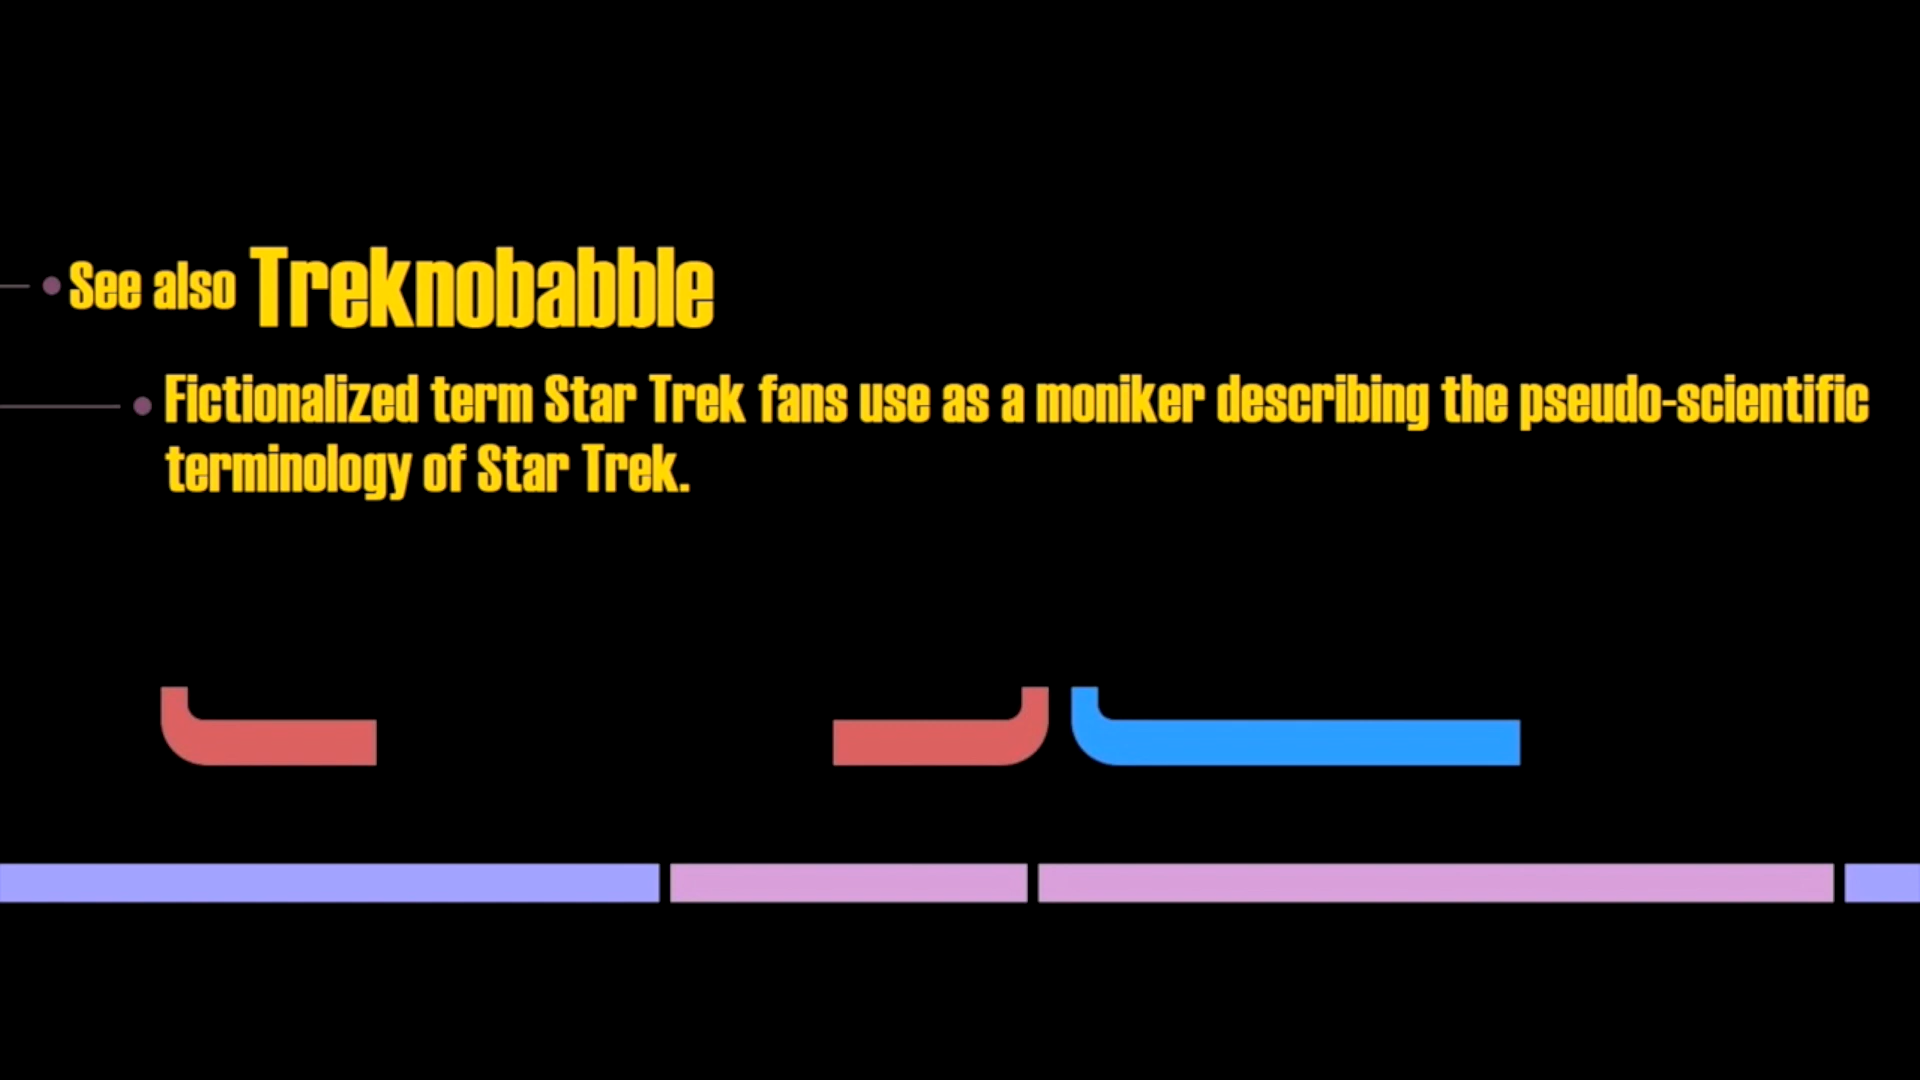 See also Treknobabble
Fictionalized term Star Trek fans use as a moniker describing the pseudo-scientific
terminology of Star Trek.